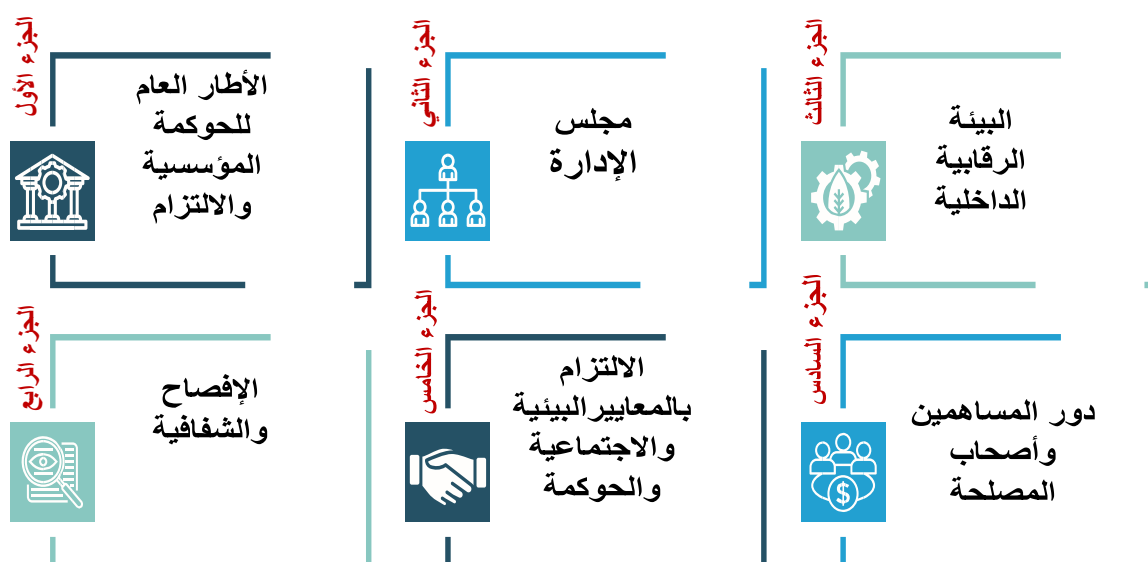 الجزء الأول
الأطار العام
للحوكمة
المؤسسية
والالتزام
الجزء الثاني
مجلس
الإدارة
الجزء الثالث
البيئة
الرقابية
الداخلية
الجزء الرابع
الإفصاح
والشفافية
الجزء الخامس
الالتزام
بالمعاييرالبيئية
والاجتماعية
والحوكمة
الجزء السادس
دور المساهمين
وأصحاب
المصلحة
$